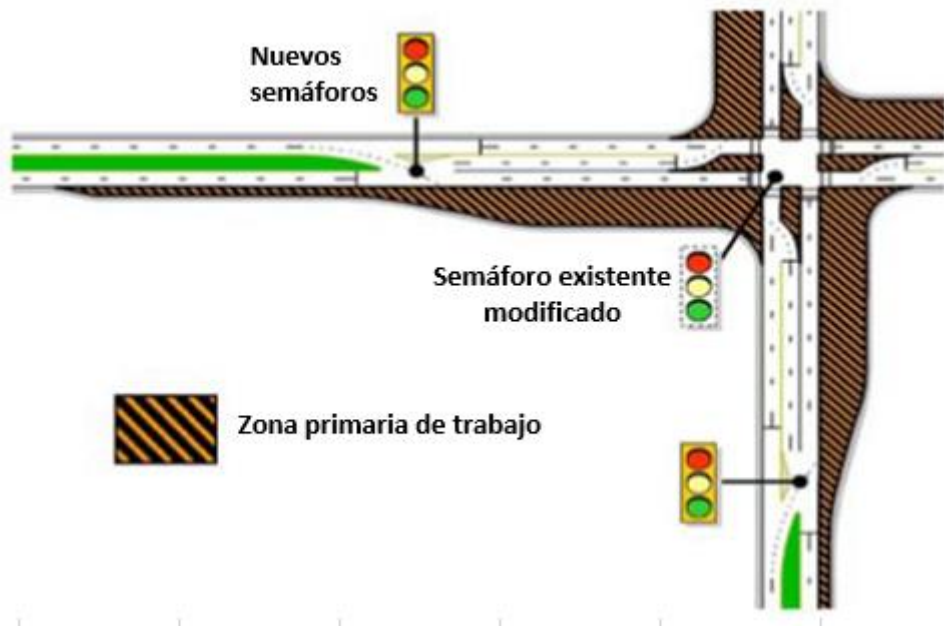 Nuevos
semáforos
Semáforo existente
modificado
Zona primaria de trabajo